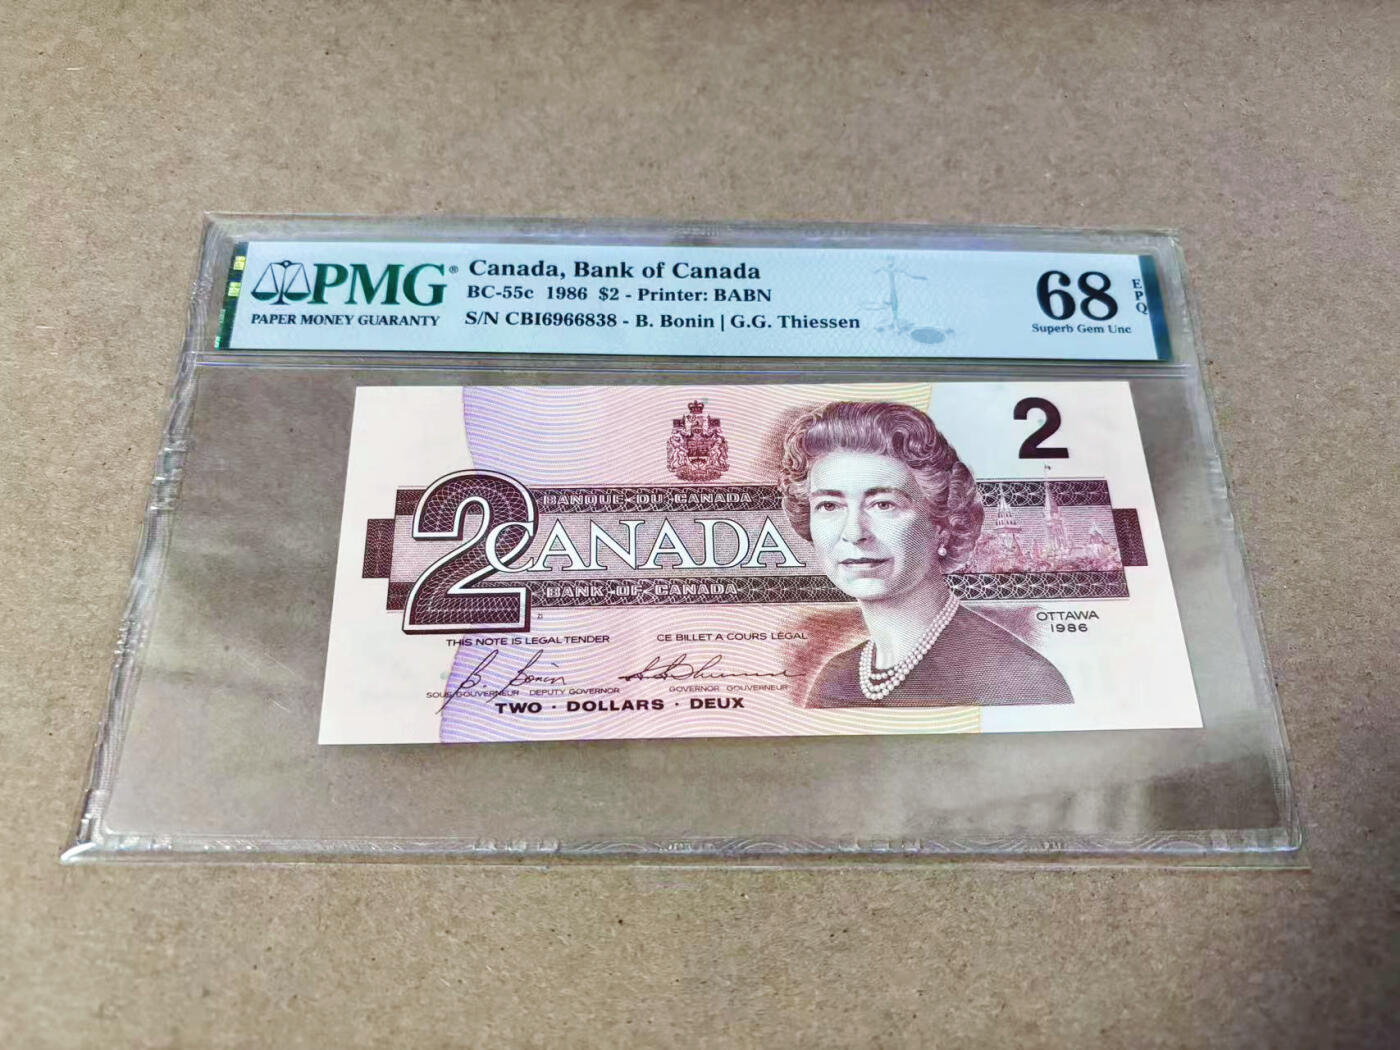 PMG®
PAPER MONEY GUARANTY
Canada, Bank of Canada
BC-55c 1986 $2 - Printer: BABN
S/N CBI6966838 - B. Bonin | G.G. Thiessen
68
EPQ
Superb Gem Unc
2
2
BANQUE DU CANADA
CANADA
BANK OF CANADA
OTTAWA
1986
THIS NOTE IS LEGAL TENDER
CE BILLET A COURS LÉGAL
B. Bonin
SOUS GOUVERNEUR DEPUTY GOVERNOR
GOVERNOR GOUVERNEUR
TWO · DOLLARS · DEUX